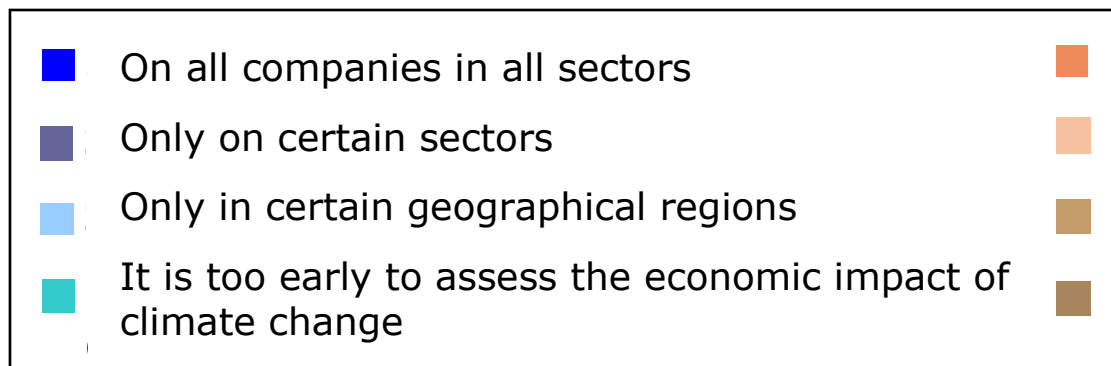 On all companies in all sectors
Only on certain sectors
Only in certain geographical regions
It is too early to assess the economic impact of
climate change